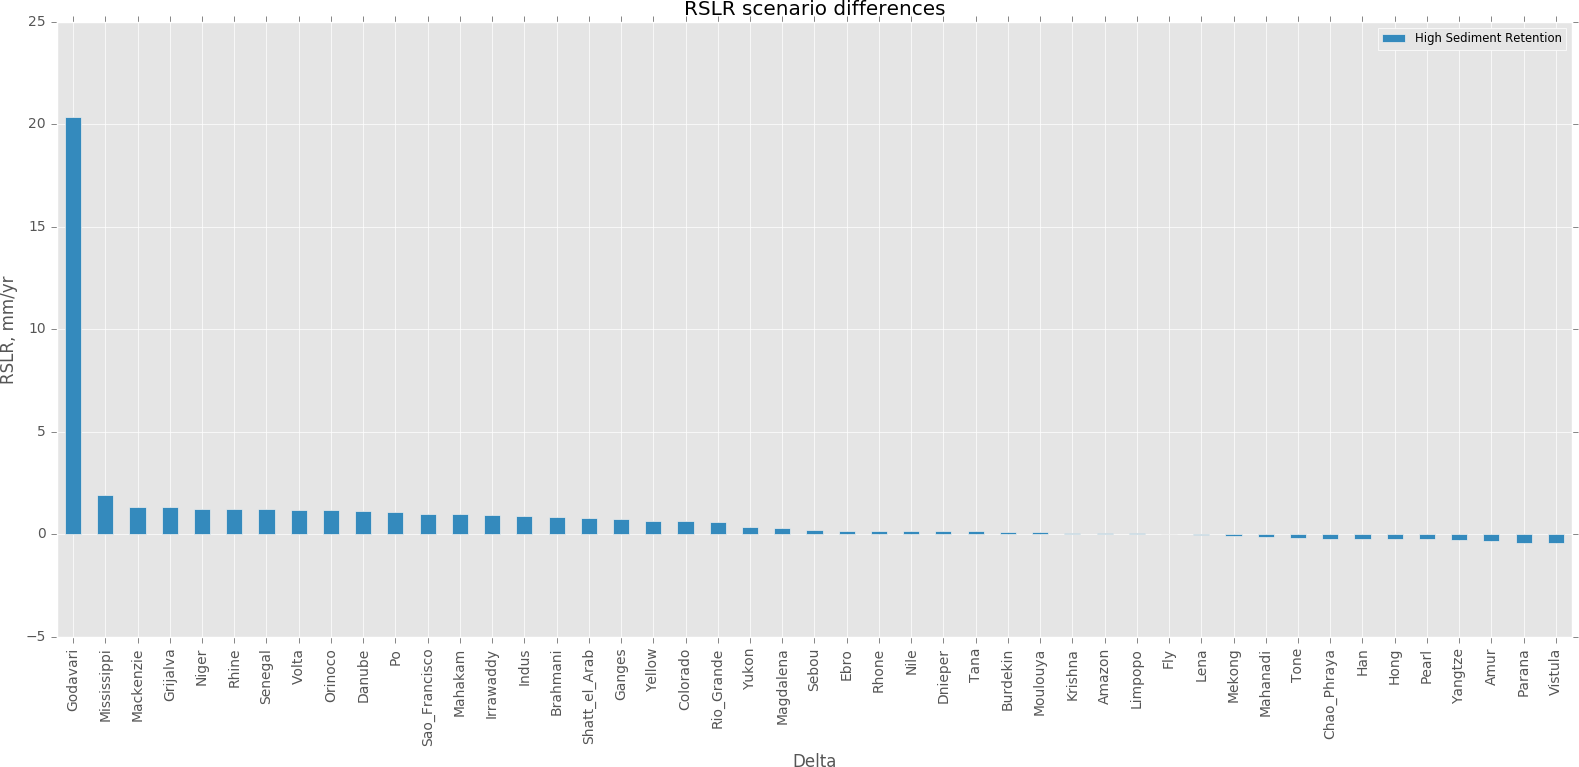 RSLR scenario differences
High Sediment Retention
RSLR, mm/yr
25
20
15
10
5
0
−5
Godavari
Mississippi
Mackenzie
Grijalva
Niger
Rhine
Senegal
Volta
Orinoco
Danube
Po
Sao_Francisco
Mahakam
Irrawaddy
Indus
Brahmani
Shatt_el_Arab
Ganges
Yellow
Colorado
Rio_Grande
Yukon
Magdalena
Sebou
Ebro
Rhone
Nile
Dnieper
Tana
Burdekin
Moulouya
Krishna
Amazon
Limpopo
Fly
Lena
Mekong
Mahanadi
Tone
Chao_Phraya
Han
Hong
Pearl
Yangtze
Amur
Parana
Vistula
Delta